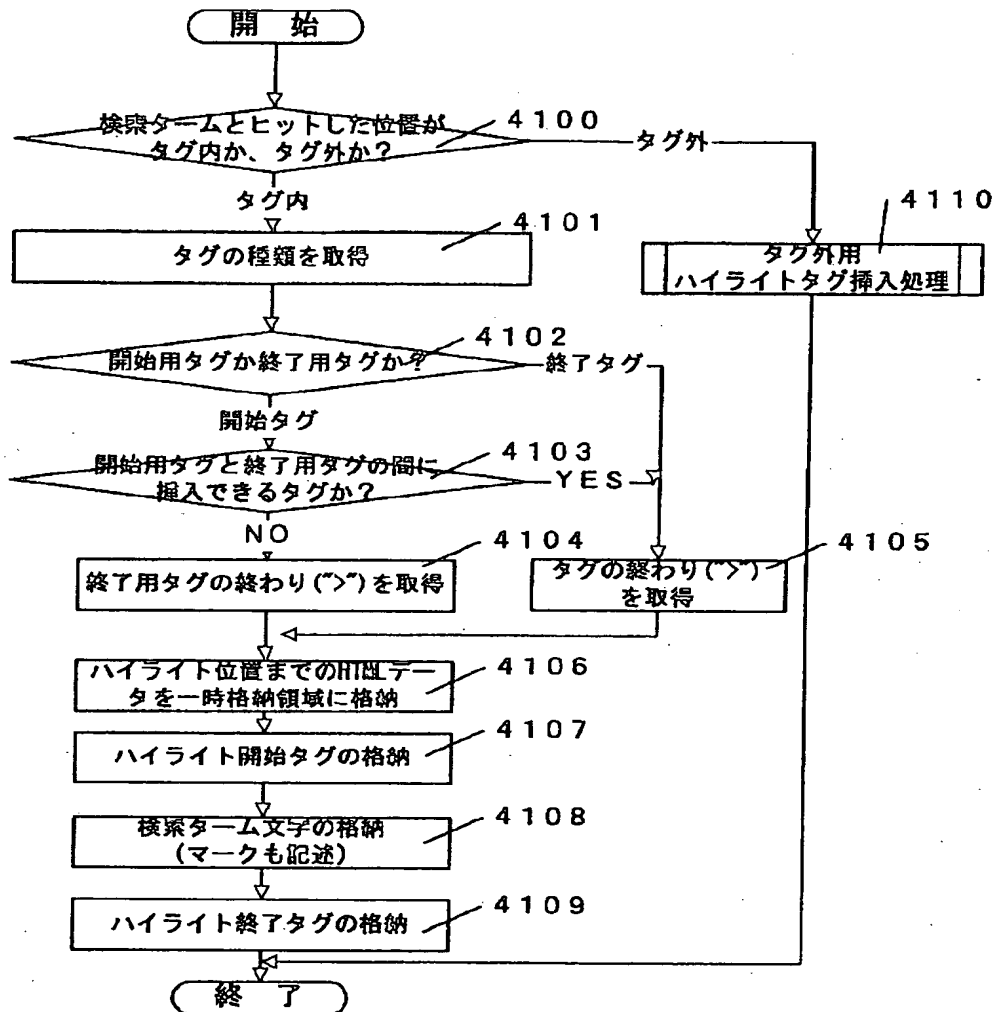 開 始
検索タームとヒットした位置が
タグ内か、タグ外か？
4100
タグ外
タグ内
4101
タグの種類を取得
4110
タグ外用
ハイライトタグ挿入処理
4102
開始用タグか終了用タグか？
終了タグ
開始タグ
4103
開始用タグと終了用タグの間に
挿入できるタグか？
YES
NO
4104
終了用タグの終わり(">")を取得
4105
タグの終わり(">")
を取得
4106
ハイライト位置までのHTMLデー
タを一時格納領域に格納
4107
ハイライト開始タグの格納
4108
検索ターム文字の格納
(マークも記述)
4109
ハイライト終了タグの格納
終 了